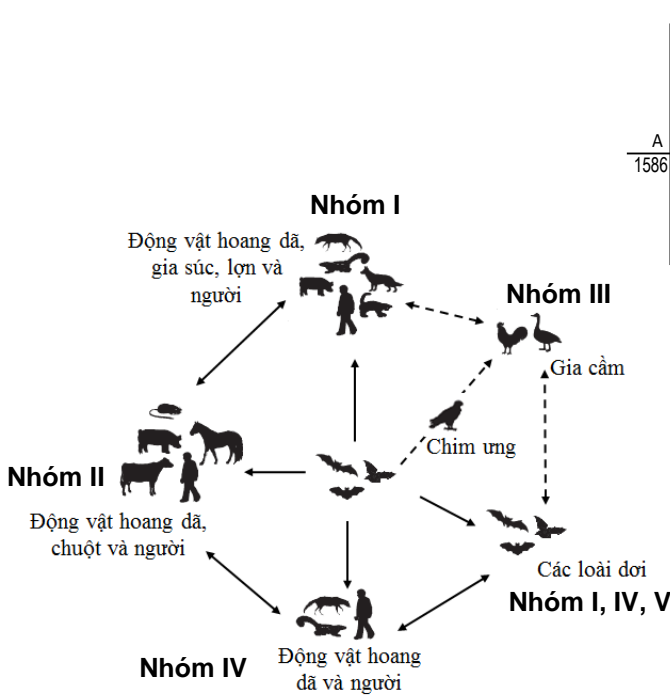 A
1586
Nhóm I
Động vật hoang dã,
gia súc, lợn và
người
Nhóm III
Gia cầm
Chim ưng
Nhóm II
Động vật hoang dã,
chuột và người
Các loài dơi
Nhóm I, IV, V
Nhóm IV
Động vật hoang
dã và người